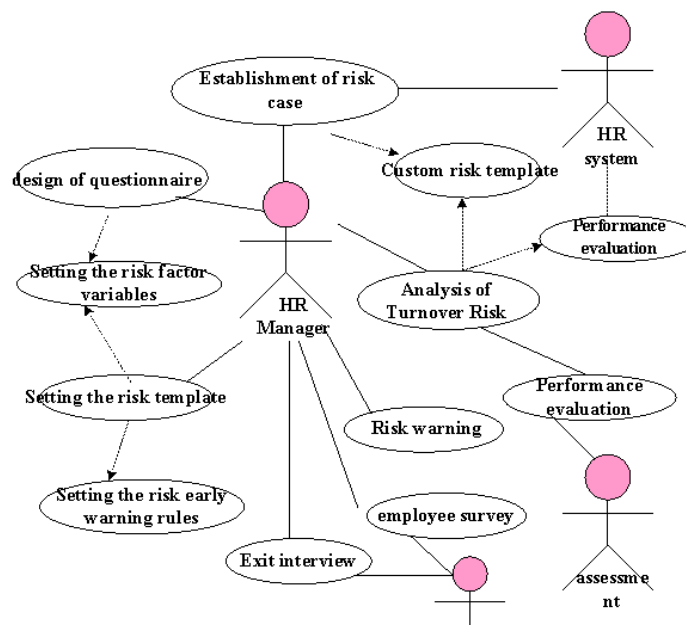 Establishment of risk
case
HR
system
Custom risk template
design of questionnaire
Performance
evaluation
Setting the risk factor
variables
Analysis of
Turnover Risk
HR
Manager
Setting the risk template
Performance
evaluation
Risk warning
Setting the risk early
warning rules
employee survey
Exit interview
assessme
nt